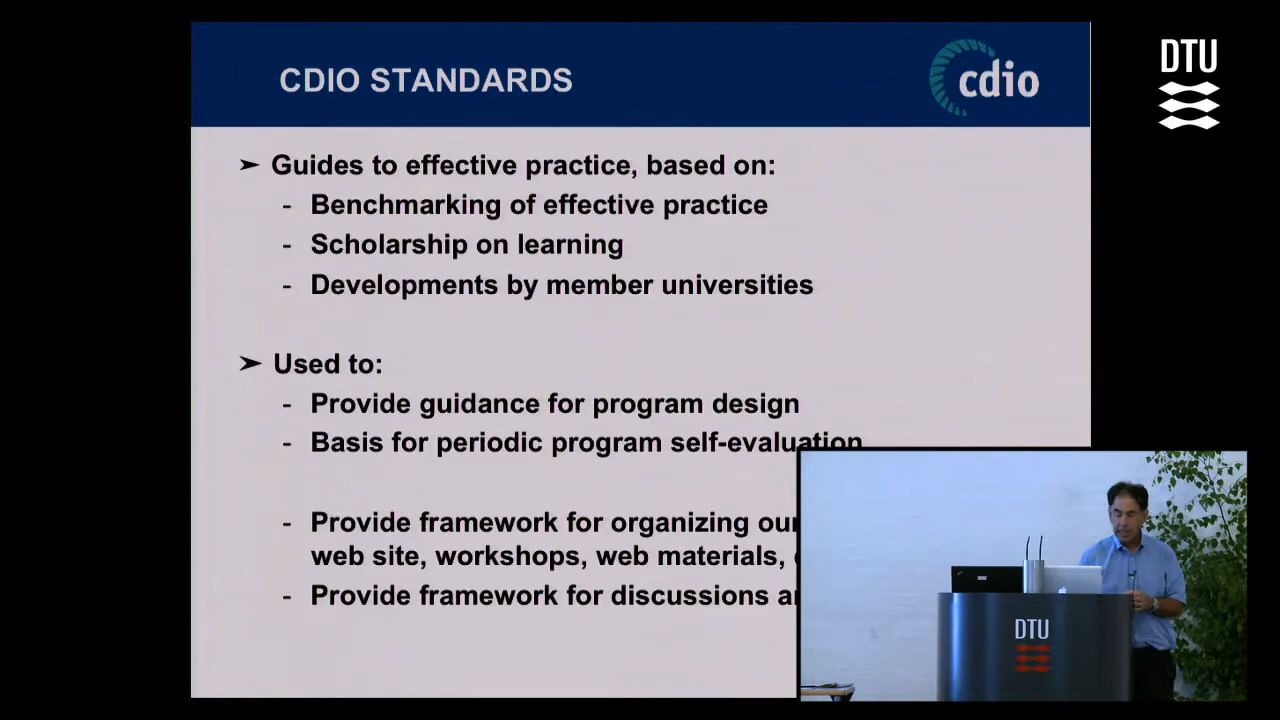 CDIO STANDARDS
cdio
DTU
➤ Guides to effective practice, based on:
- Benchmarking of effective practice
- Scholarship on learning
- Developments by member universities
➤ Used to:
- Provide guidance for program design
- Basis for periodic program self-evaluation
- Provide framework for organizing our
web site, workshops, web materials,
- Provide framework for discussions
DTU